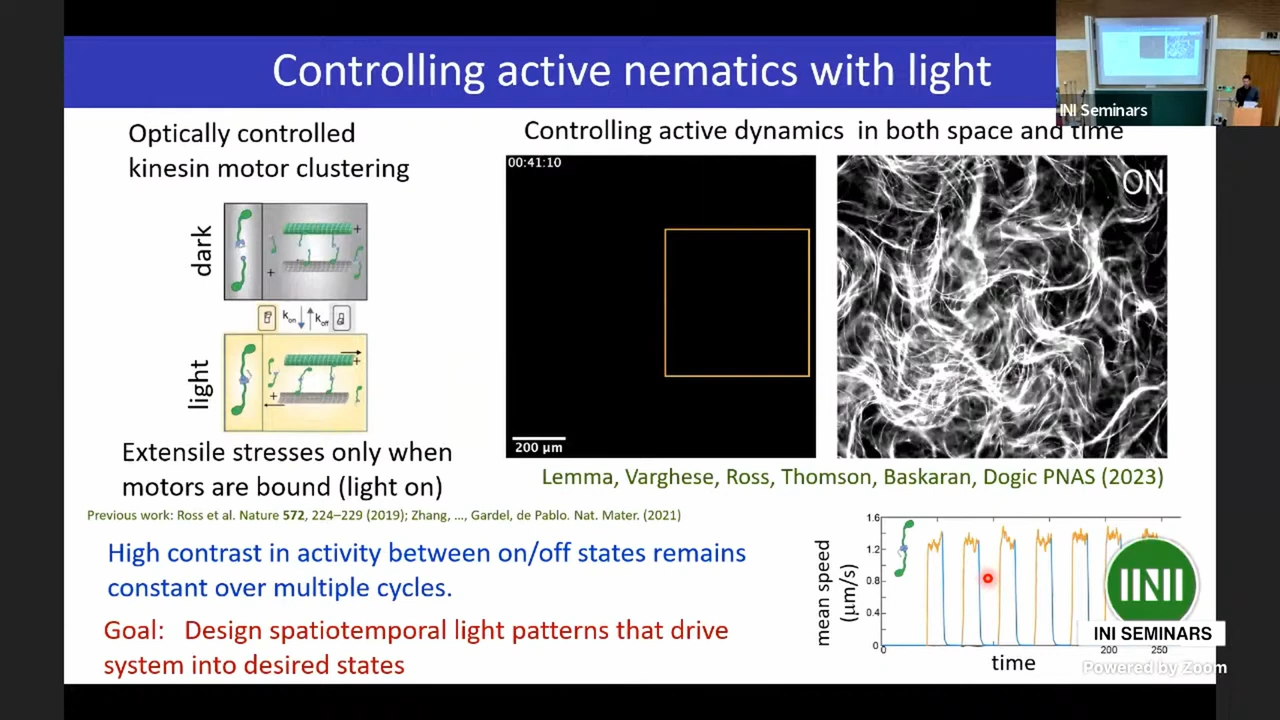 Controlling active nematics with light
INI Seminars
Optically controlled
kinesin motor clustering
Controlling active dynamics in both space and time
dark
+
+
kon koff
light
+
+
00:41:10
200 µm
ON
Extensile stresses only when
motors are bound (light on)
Lemma, Varghese, Ross, Thomson, Baskaran, Dogic PNAS (2023)
Previous work: Ross et al. Nature 572, 224–229 (2019); Zhang, ..., Gardel, de Pablo. Nat. Mater. (2021)
High contrast in activity between on/off states remains
constant over multiple cycles.
Goal: Design spatiotemporal light patterns that drive
system into desired states
mean speed
(µm/s)
1.6
1.2
0.8
0.4
0
0
200
250
time
INI
INI SEMINARS
Powered by Zoom